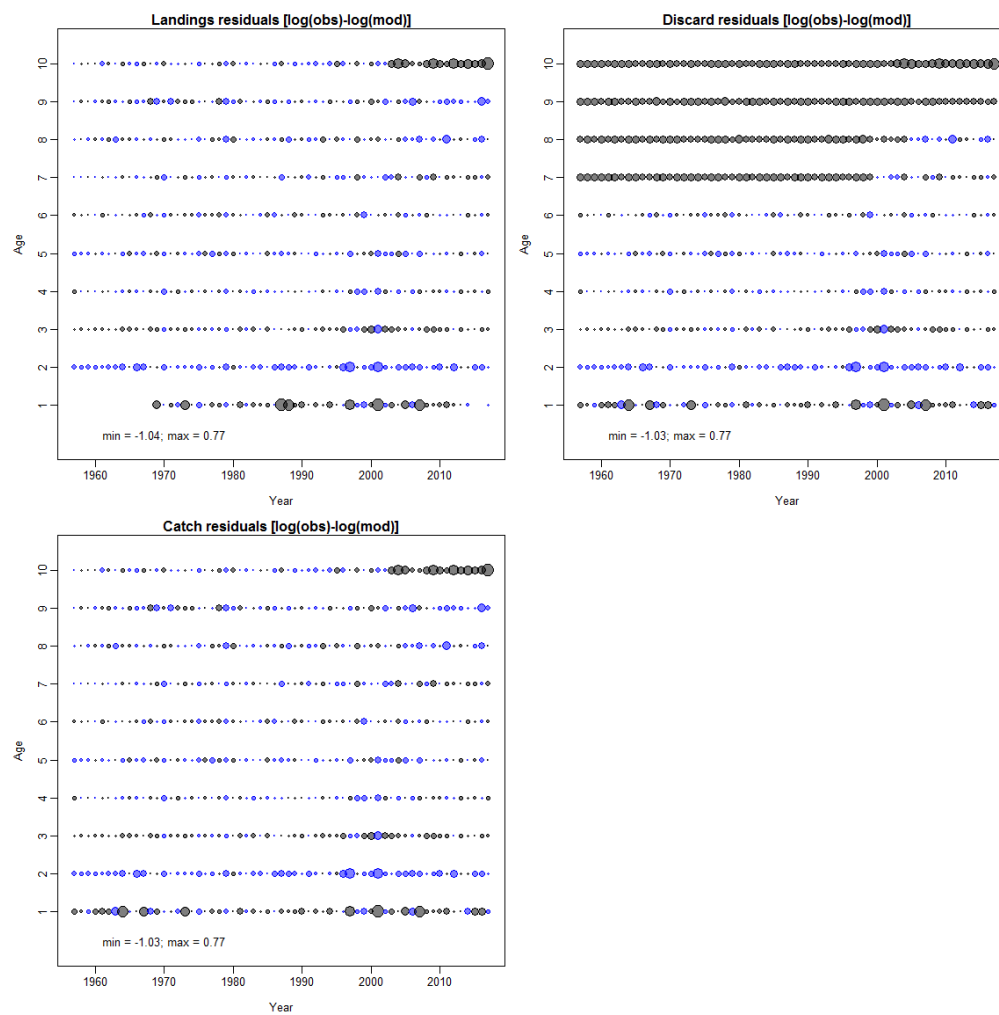 Landings residuals [log(obs)-log(mod)]
Age
10
9
8
7
6
5
4
3
2
1
min = -1.04; max = 0.77
1960 1970 1980 1990 2000 2010
Year
Discard residuals [log(obs)-log(mod)]
Age
10
9
8
7
6
5
4
3
2
1
min = -1.03; max = 0.77
1960 1970 1980 1990 2000 2010
Year
Catch residuals [log(obs)-log(mod)]
Age
10
9
8
7
6
5
4
3
2
1
min = -1.03; max = 0.77
1960 1970 1980 1990 2000 2010
Year